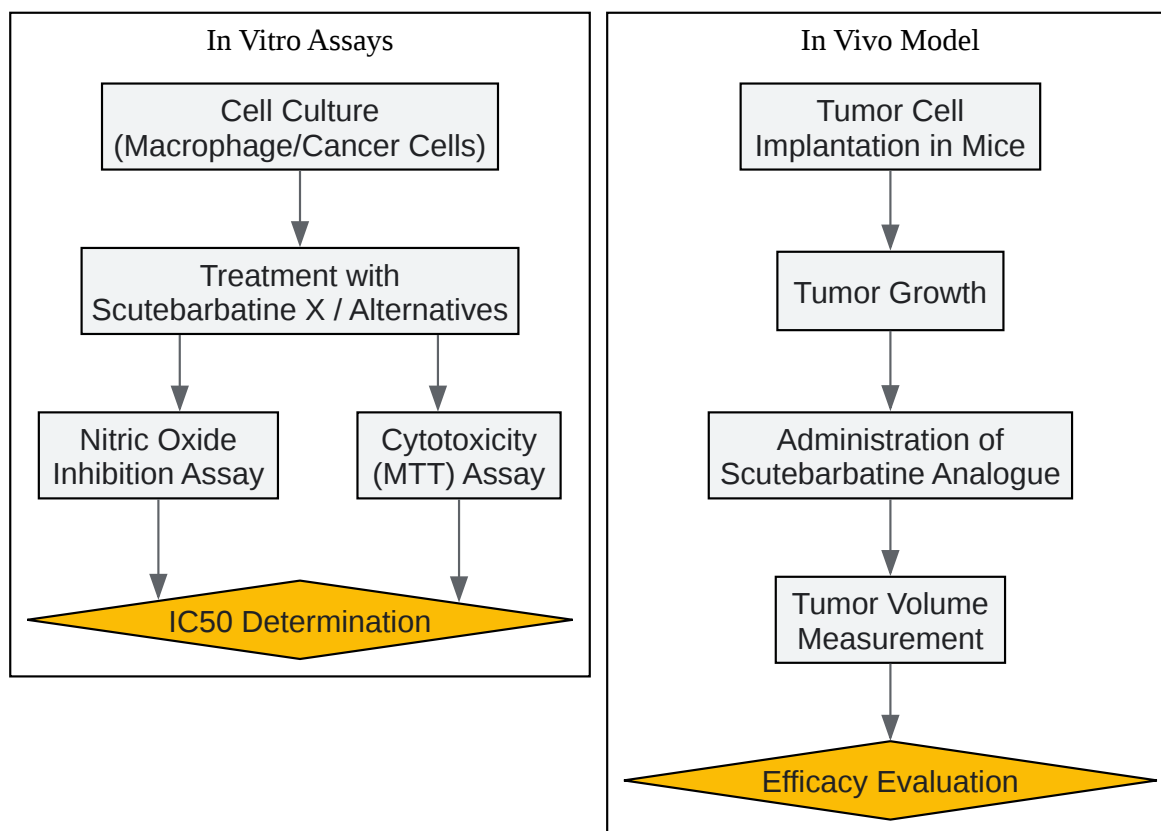 In Vitro Assays
Cell Culture
(Macrophage/Cancer Cells)
Treatment with
Scutebarbatine X / Alternatives
Nitric Oxide
Inhibition Assay
Cytotoxicity
(MTT) Assay
IC50 Determination
In Vivo Model
Tumor Cell
Implantation in Mice
Tumor Growth
Administration of
Scutebarbatine Analogue
Tumor Volume
Measurement
Efficacy Evaluation